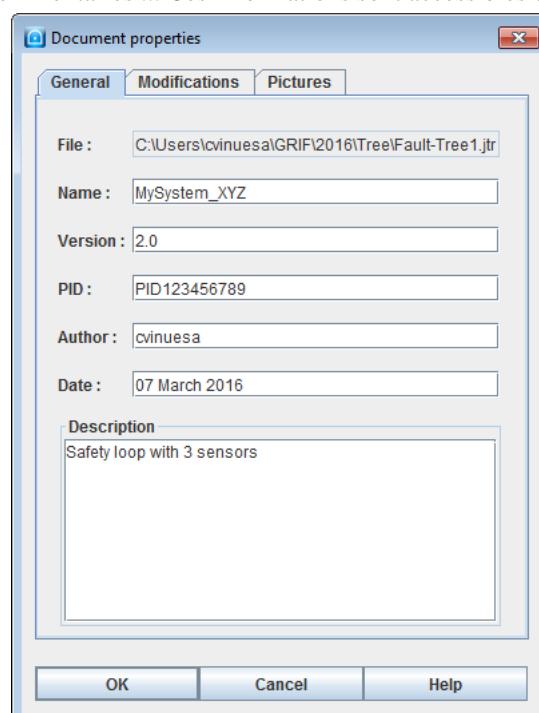 Document properties
General Modifications Pictures
File : C:\Users\cvinuesa\GRIF\2016\Tree\Fault-Tree1.jtr
Name : MySystem_XYZ
Version : 2.0
PID : PID123456789
Author : cvinuesa
Date : 07 March 2016
Description
Safety loop with 3 sensors
OK Cancel Help